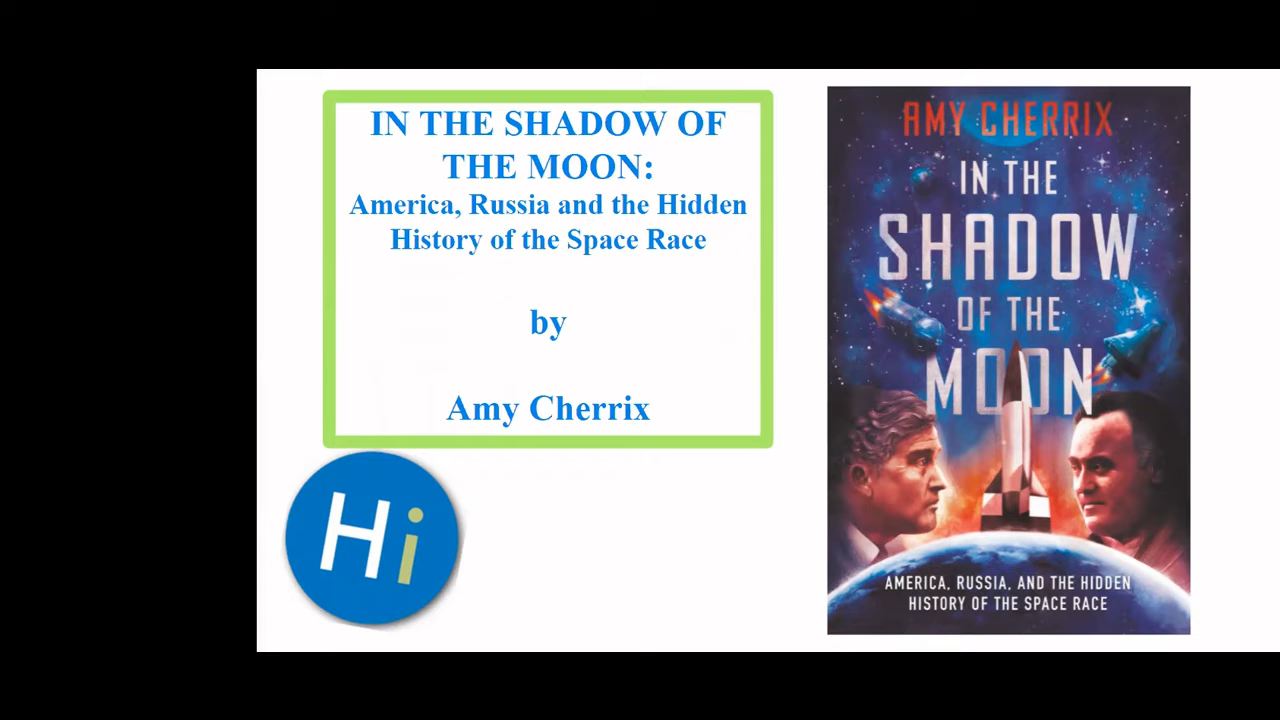 IN THE SHADOW OF
THE MOON:
America, Russia and the Hidden
History of the Space Race
by
Amy Cherrix
Hi
AMY CHERRIX
IN THE
SHADOW
OF THE
MOON
AMERICA, RUSSIA, AND THE HIDDEN
HISTORY OF THE SPACE RACE